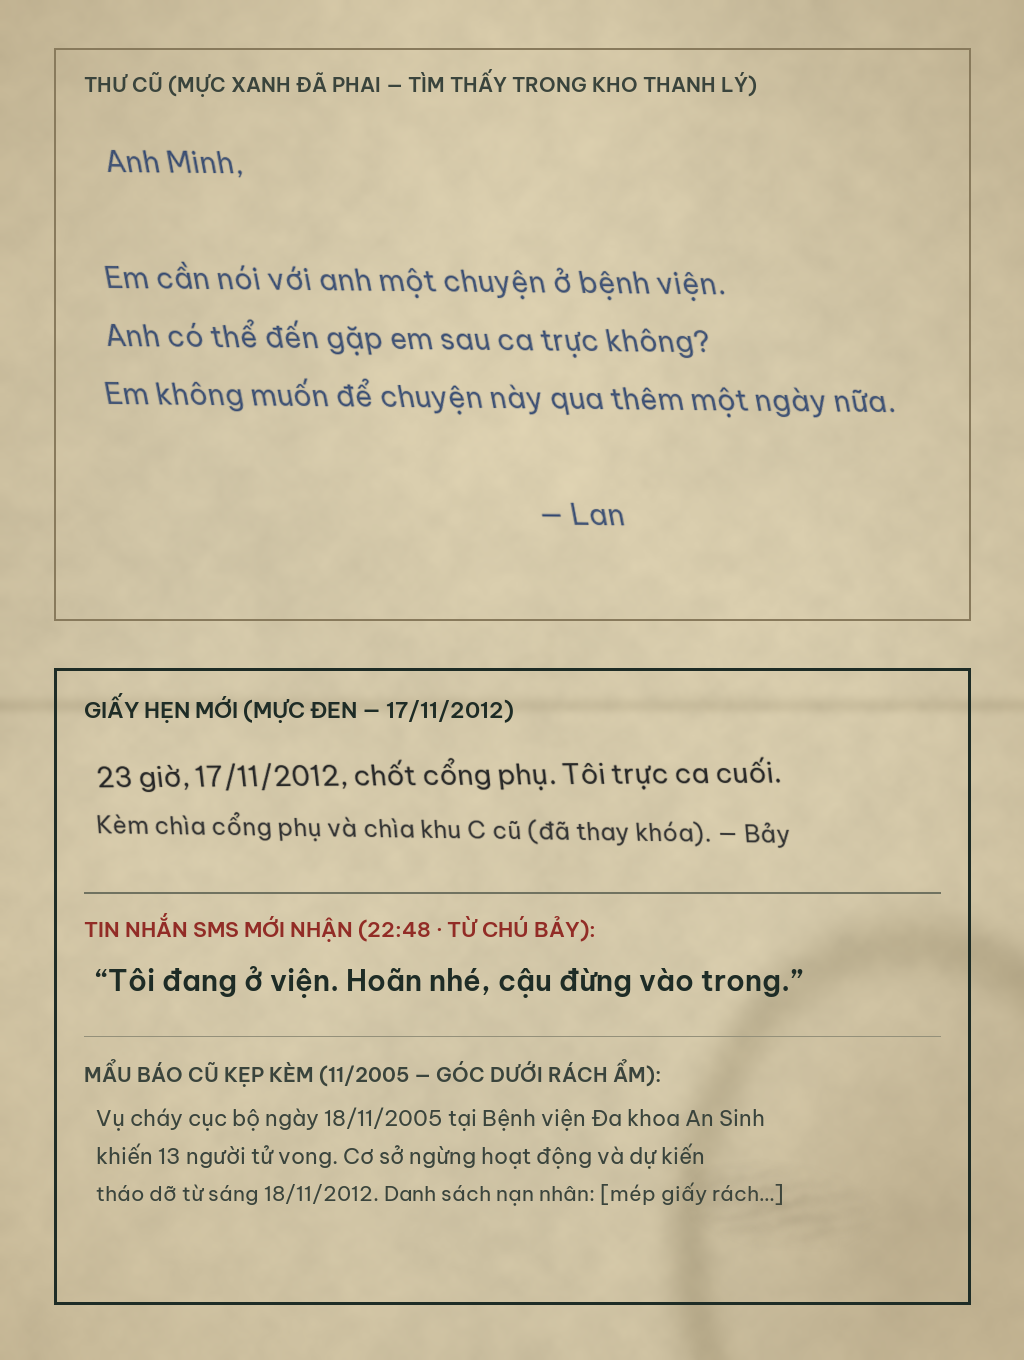 THƯ CŨ (MỰC XANH ĐÃ PHAI – TÌM THẤY TRONG KHO THANH LÝ)
Anh Minh,
Em cần nói với anh một chuyện ở bệnh viện.
Anh có thể đến gặp em sau ca trực không?
Em không muốn để chuyện này qua thêm một ngày nữa.
– Lan
GIẤY HẸN MỚI (MỰC ĐEN – 17/11/2012)
23 giờ, 17/11/2012, chốt cổng phụ. Tôi trực ca cuối.
Kèm chìa cổng phụ và chìa khu C cũ (đã thay khóa). – Bảy
TIN NHẮN SMS MỚI NHẬN (22:48 · TỪ CHÚ BẢY):
“Tôi đang ở viện. Hoãn nhé, cậu đừng vào trong.”
MẨU BÁO CŨ KẸP KÈM (11/2005 – GÓC DƯỚI RÁCH ẨM):
Vụ cháy cục bộ ngày 18/11/2005 tại Bệnh viện Đa khoa An Sinh
khiến 13 người tử vong. Cơ sở ngừng hoạt động và dự kiến
tháo dỡ từ sáng 18/11/2012. Danh sách nạn nhân: [mép giấy rách...]